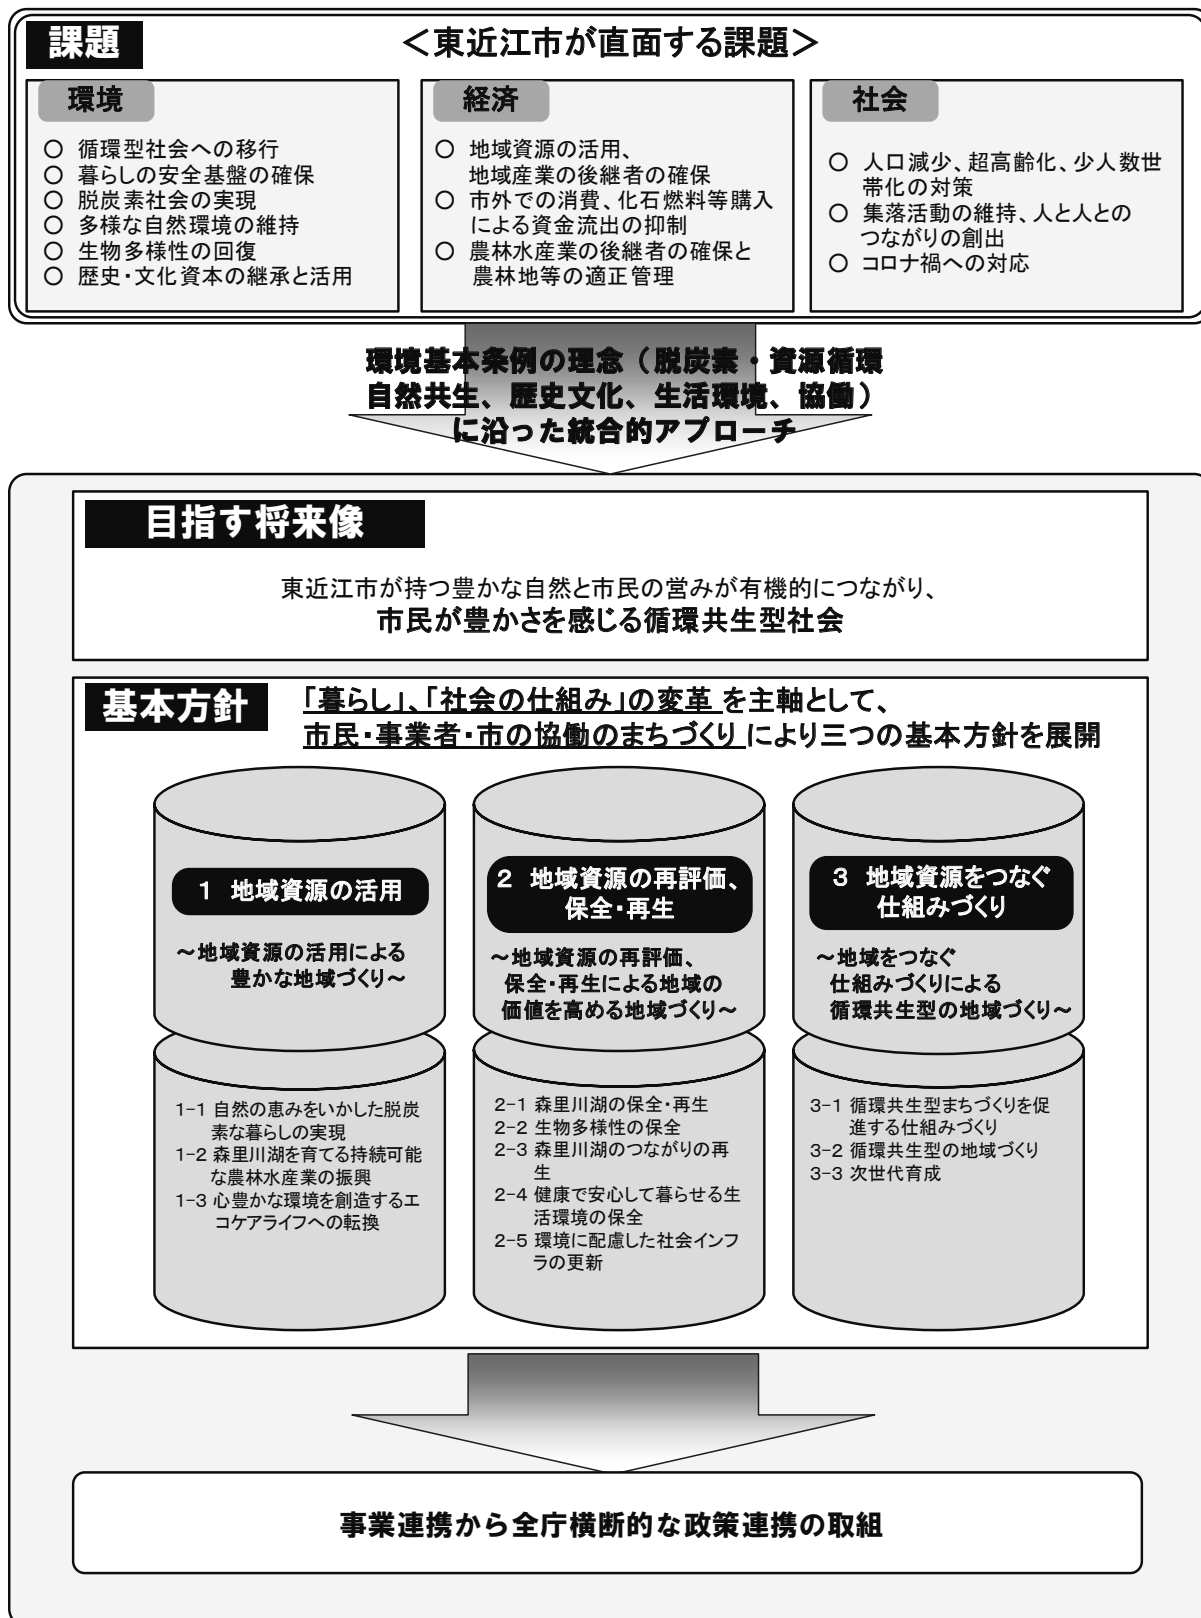 課題
＜東近江市が直面する課題＞
環境
○ 循環型社会への移行
○ 暮らしの安全基盤の確保
○ 脱炭素社会の実現
○ 多様な自然環境の維持
○ 生物多様性の回復
○ 歴史・文化資本の継承と活用
経済
○ 地域資源の活用、
地域産業の後継者の確保
○ 市外での消費、化石燃料等購入
による資金流出の抑制
○ 農林水産業の後継者の確保と
農林地等の適正管理
社会
○ 人口減少、超高齢化、少人数世
帯化の対策
○ 集落活動の維持、人と人との
つながりの創出
○ コロナ禍への対応
環境基本条例の理念（脱炭素・資源循環
自然共生、歴史文化、生活環境、協働）
に沿った統合的アプローチ
目指す将来像
東近江市が持つ豊かな自然と市民の営みが有機的につながり、
市民が豊かさを感じる循環共生型社会
基本方針
「暮らし」、「社会の仕組み」の変革 を主軸として、
市民・事業者・市の協働のまちづくり により三つの基本方針を展開
1 地域資源の活用
～地域資源の活用による
豊かな地域づくり～
1-1 自然の恵みをいかした脱炭
素な暮らしの実現
1-2 森里川湖を育てる持続可能
な農林水産業の振興
1-3 心豊かな環境を創造するエ
コケアライフへの転換
2 地域資源の再評価、
保全・再生
～地域資源の再評価、
保全・再生による地域の
価値を高める地域づくり～
2-1 森里川湖の保全・再生
2-2 生物多様性の保全
2-3 森里川湖のつながりの再
生
2-4 健康で安心して暮らせる生
活環境の保全
2-5 環境に配慮した社会インフ
ラの更新
3 地域資源をつなぐ
仕組みづくり
～地域をつなぐ
仕組みづくりによる
循環共生型の地域づくり～
3-1 循環共生型まちづくりを促
進する仕組みづくり
3-2 循環共生型の地域づくり
3-3 次世代育成
事業連携から全庁横断的な政策連携の取組